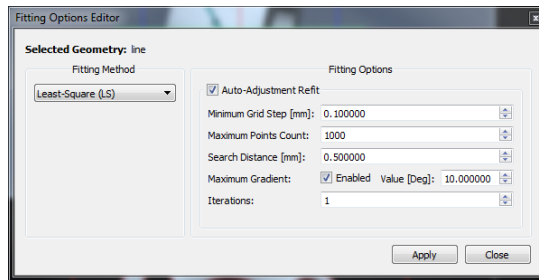 Fitting Options Editor
x
Selected Geometry: line
Fitting Method
Least-Square (LS)
Fitting Options
Auto-Adjustment Refit
Minimum Grid Step [mm]: 0.100000
Maximum Points Count: 1000
Search Distance [mm]: 0.500000
Maximum Gradient: Enabled Value [Deg]: 10.000000
Iterations: 1
Apply Close